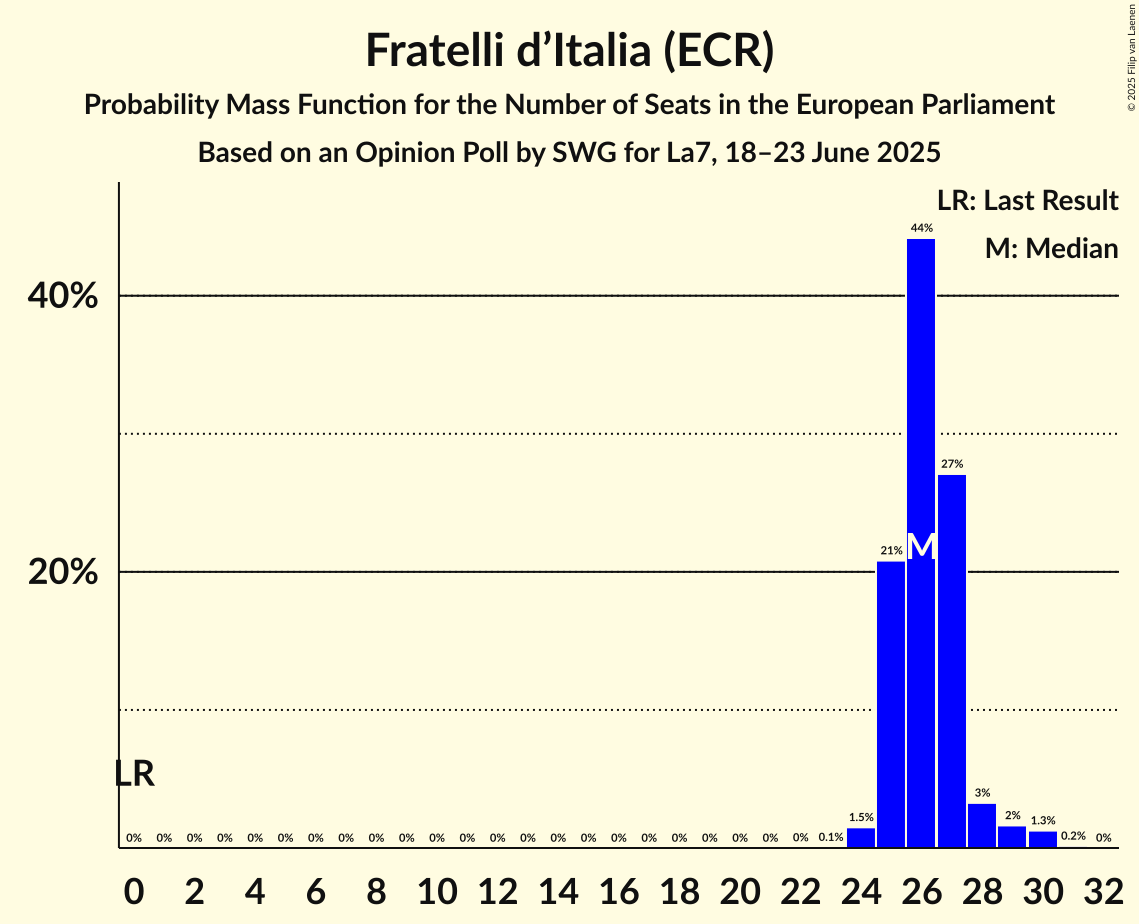 Fratelli d’Italia (ECR)
Probability Mass Function for the Number of Seats in the European Parliament
Based on an Opinion Poll by SWG for La7, 18–23 June 2025
© 2025 Filip van Laenen
LR: Last Result
M: Median
44%
40%
27%
21%
M
20%
LR
0% 0% 0% 0% 0% 0% 0% 0% 0% 0% 0% 0% 0% 0% 0% 0% 0% 0% 0% 0% 0% 0% 0% 0.1% 1.5% 3% 2% 1.3% 0.2% 0%
0 2 4 6 8 10 12 14 16 18 20 22 24 26 28 30 32